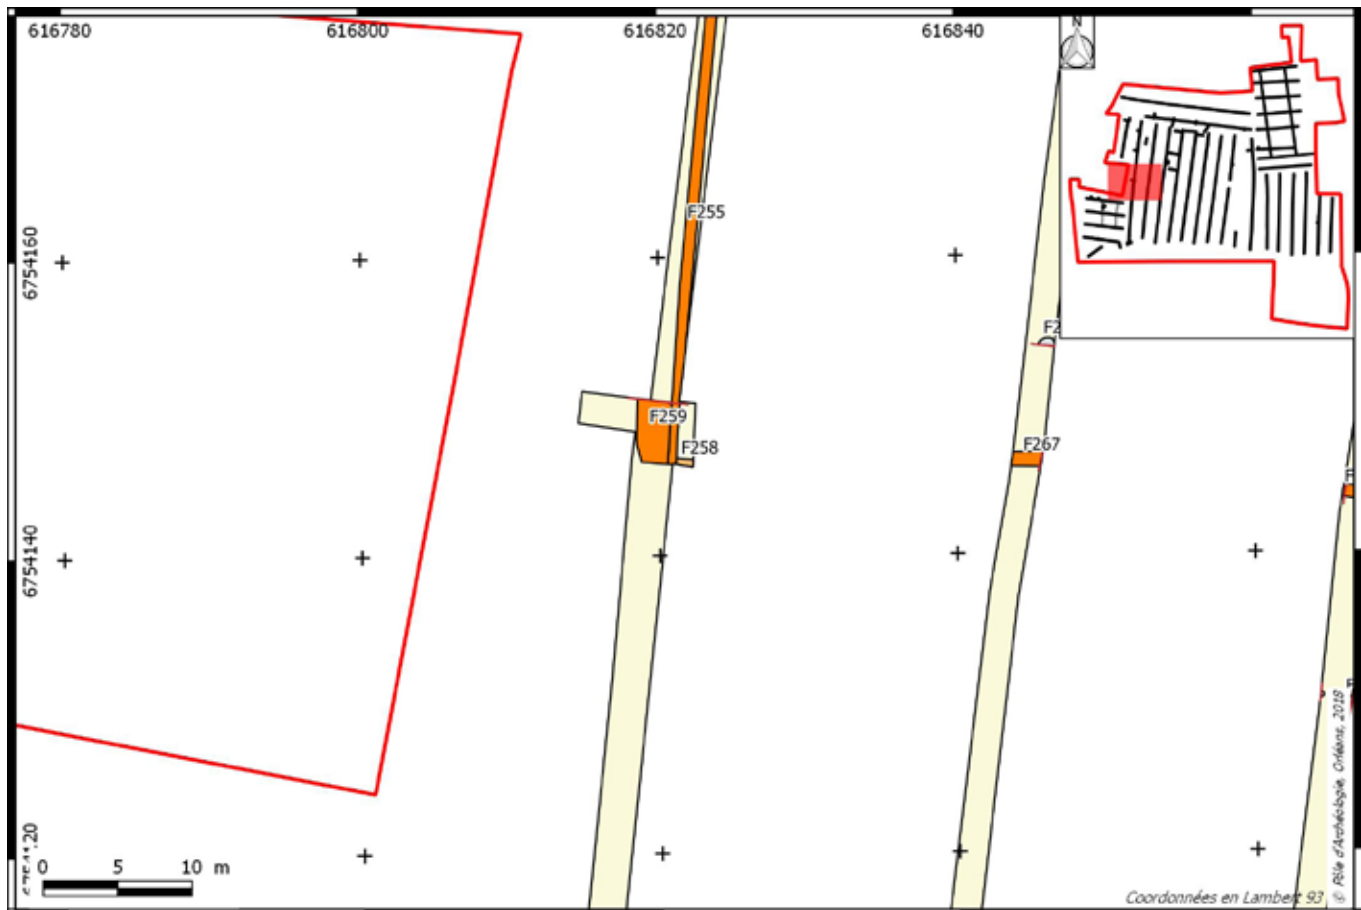 616780
616800
616820
616840
N
F255
6754160
F2
F259
F267
F258
6754140
0
5
10 m
Coordonnées en Lambert 93
© Pôle d'Archéologie, Orléans, 2018